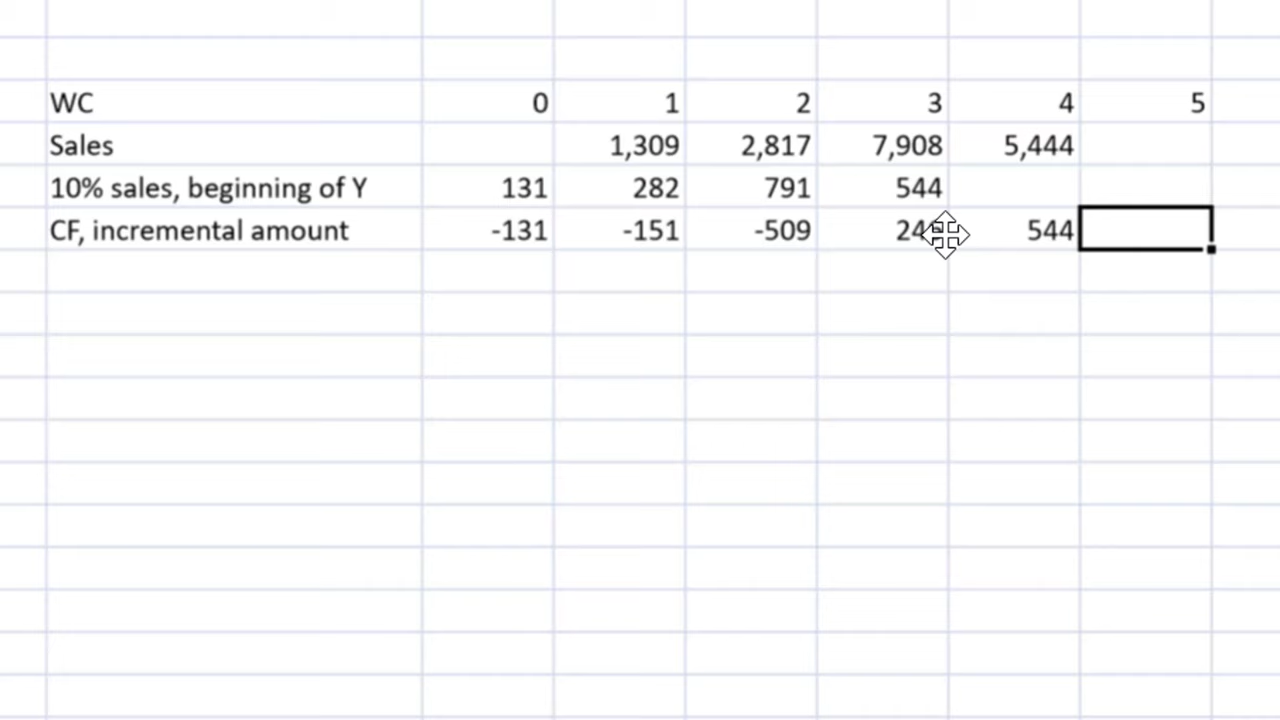 WC 0 1 2 3 4 5
Sales 1,309 2,817 7,908 5,444
10% sales, beginning of Y 131 282 791 544
CF, incremental amount -131 -151 -509 544